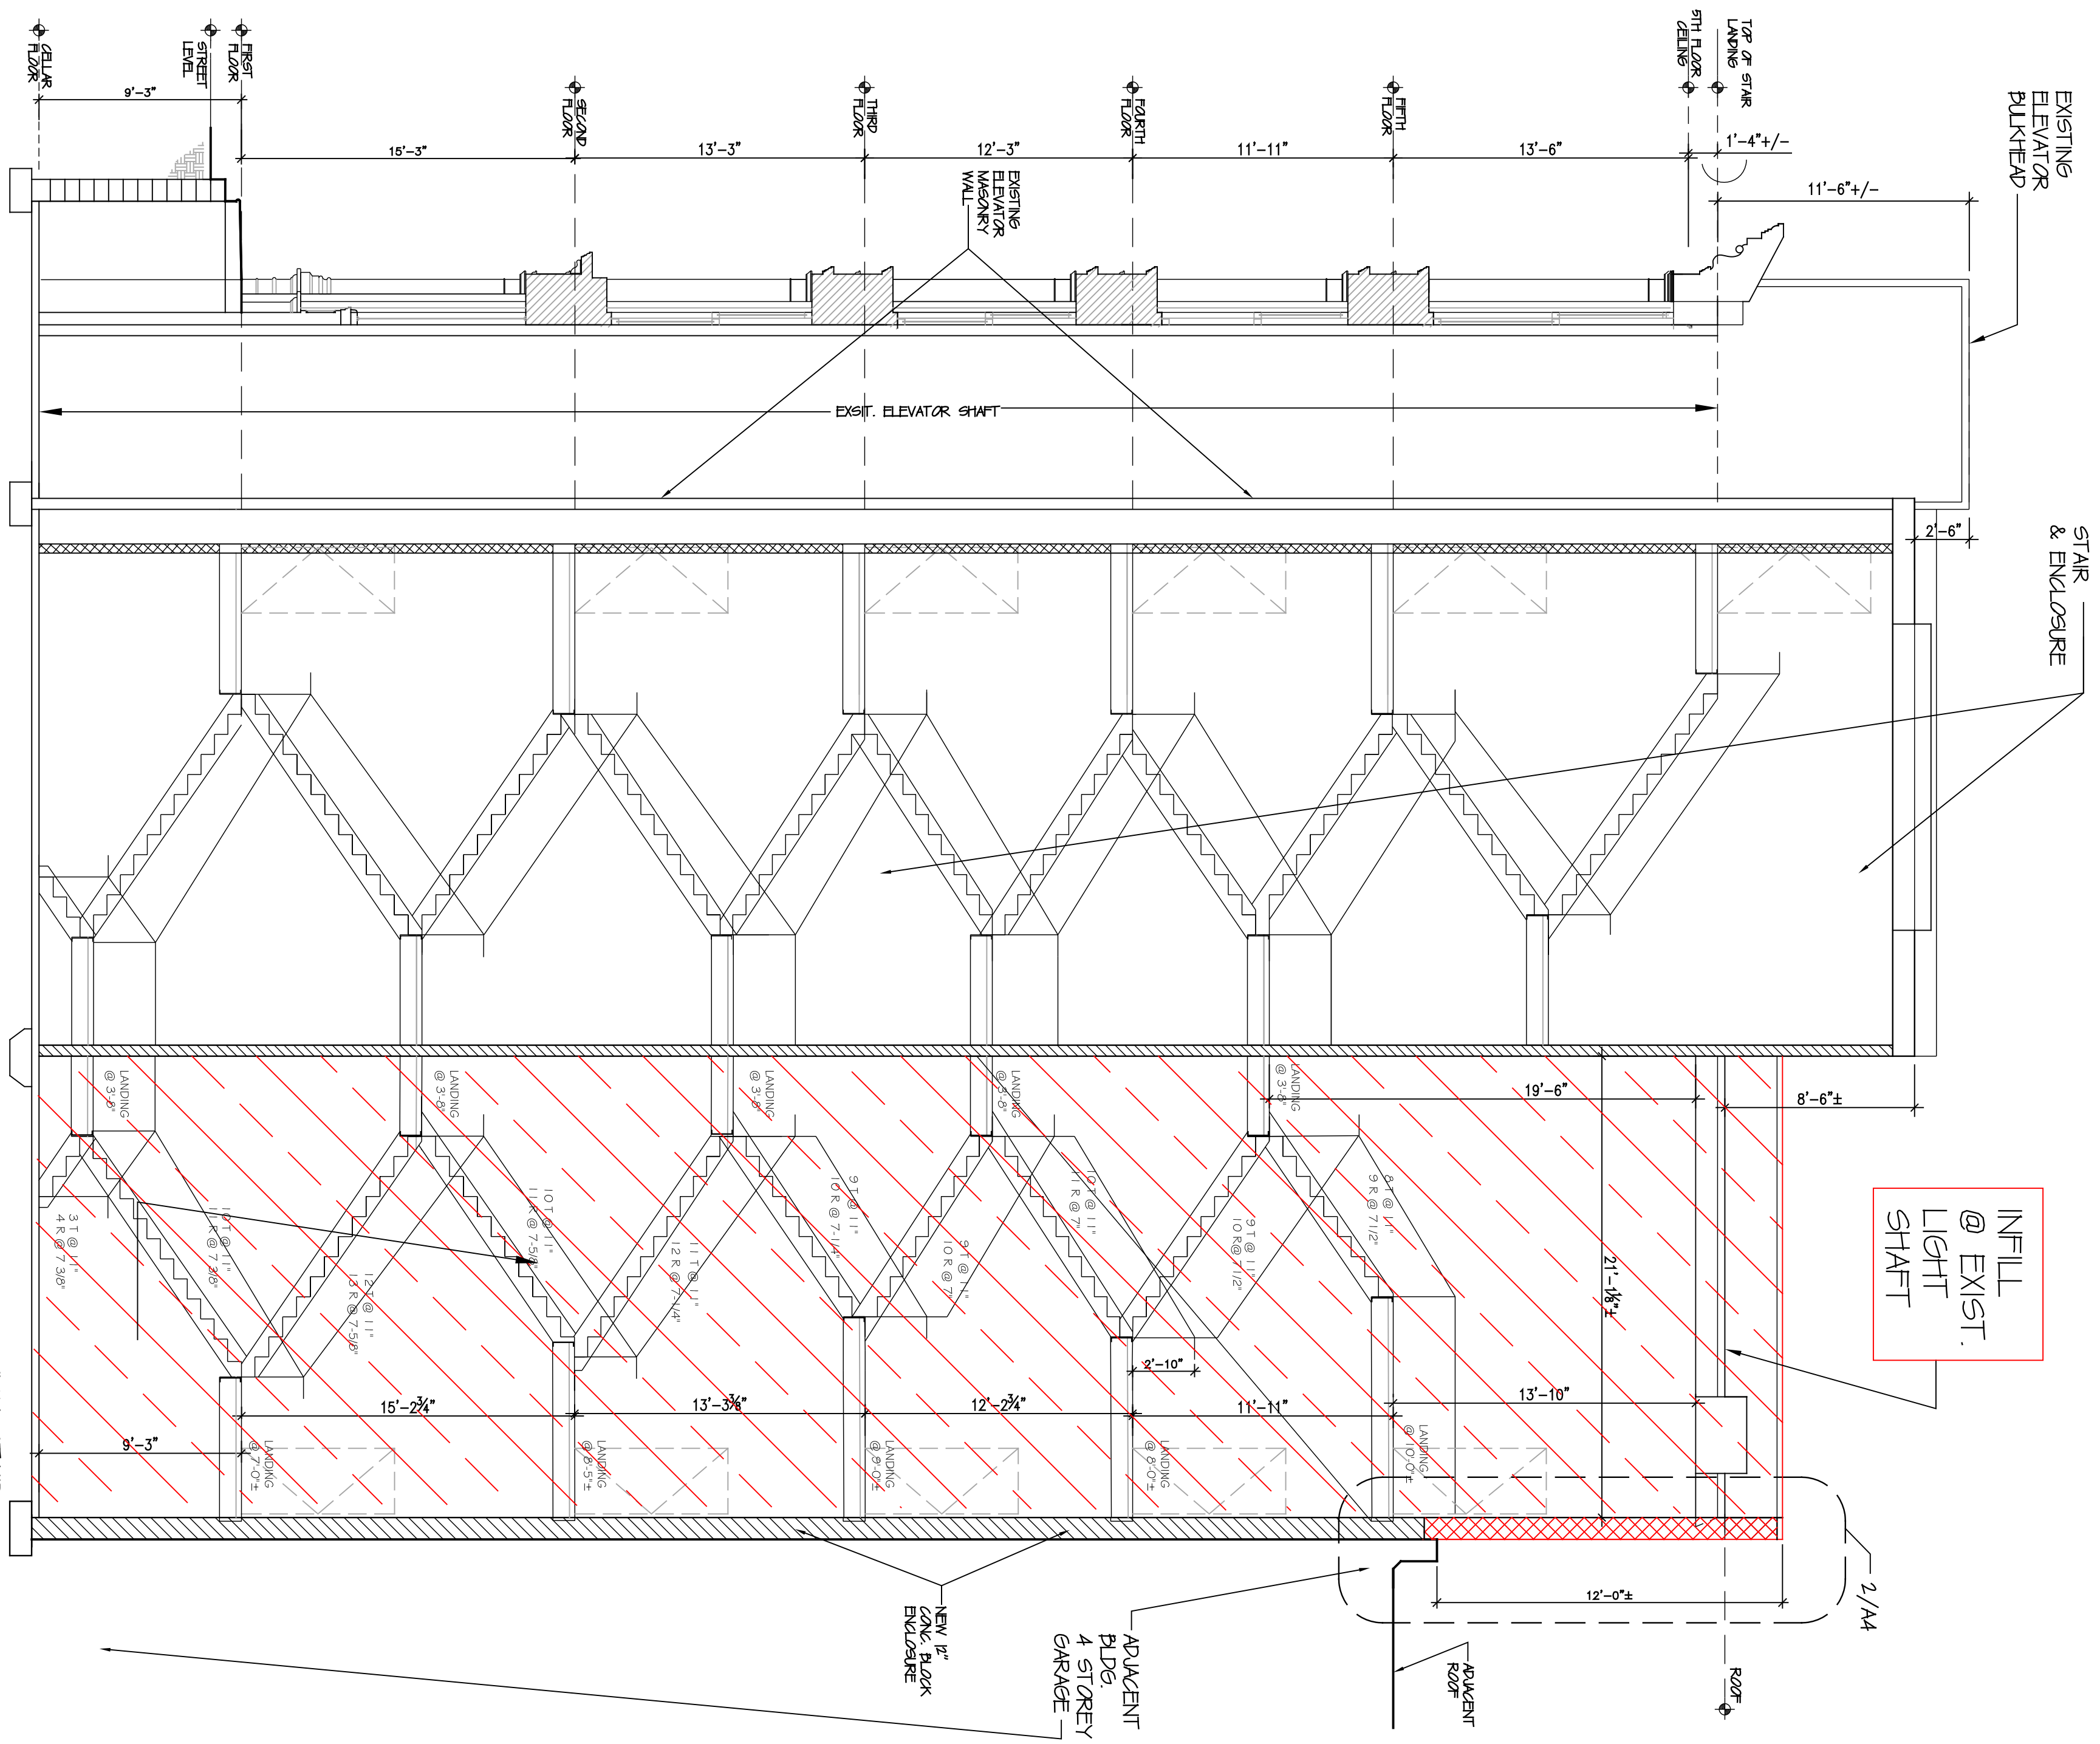 EXISTING
ELEVATOR
BULKHEAD
STAIR
& ENCLOSURE
INFILL
@ EXIST.
LIGHT
SHAFT
2/A4
ROOF
TOP OF STAIR
LANDING
5TH FLOOR
CEILING
FIFTH
FLOOR
FOURTH
FLOOR
THIRD
FLOOR
SECOND
FLOOR
FIRST
FLOOR
STREET
LEVEL
CELLAR
FLOOR
9'-3"
15'-3"
13'-3"
12'-3"
11'-11"
13'-6"
1'-4"+/-
11'-6"+/-
2'-6"
EXISTING
ELEVATOR
MASONRY
WALL
EXSIT. ELEVATOR SHAFT
19'-6"
8'-6"±
21'-1⅛"±
13'-10"
2'-10"
11'-11"
12'-2¾"
13'-3⅜"
15'-2¾"
9'-3"
12'-0"±
LANDING
@ 3'-8"
LANDING
@ 3'-8"
LANDING
@ 3'-8"
LANDING
@ 3'-8"
LANDING
@ 3'-8"
8 T @ 11"
9 R @ 7 1/2"
9 T @ 11"
10 R@ 7 1/2"
10 T @ 11"
11 R @ 7"
9 T @ 11"
10 R @ 7"
9 T @ 11"
10 R @ 7-1/4"
11 T @ 11"
12 R @ 7-1/4"
10 T @ 11"
11 R @ 7-5/8"
12 T @ 11"
13 R @ 7-5/8"
10 T @ 11"
11 R @ 7 3/8"
3 T @ 11"
4 R @ 7 3/8"
LANDING
@ 10'-0"±
LANDING
@ 8'-0"±
LANDING
@ 8'-0"±
LANDING
@ 8'-5"±
LANDING
@ 7'-0"±
ADJACENT
ROOF
ADJACENT
BLDG.
4 STOREY
GARAGE
NEW 12"
CONC. BLOCK
ENCLOSURE